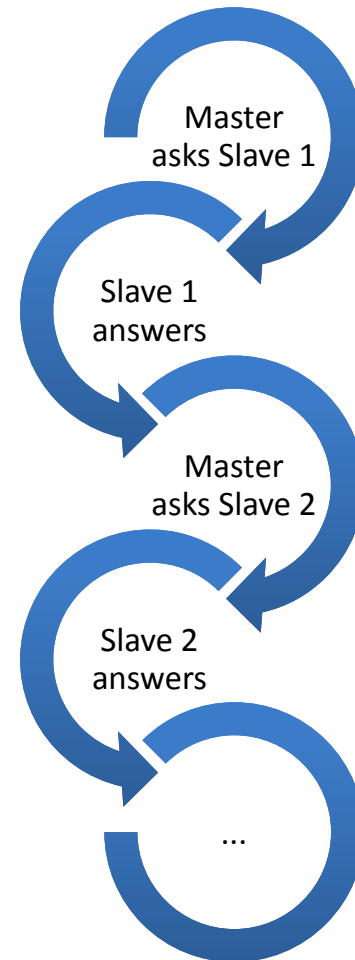 Master
asks Slave 1
Slave 1
answers
Master
asks Slave 2
Slave 2
answers
...